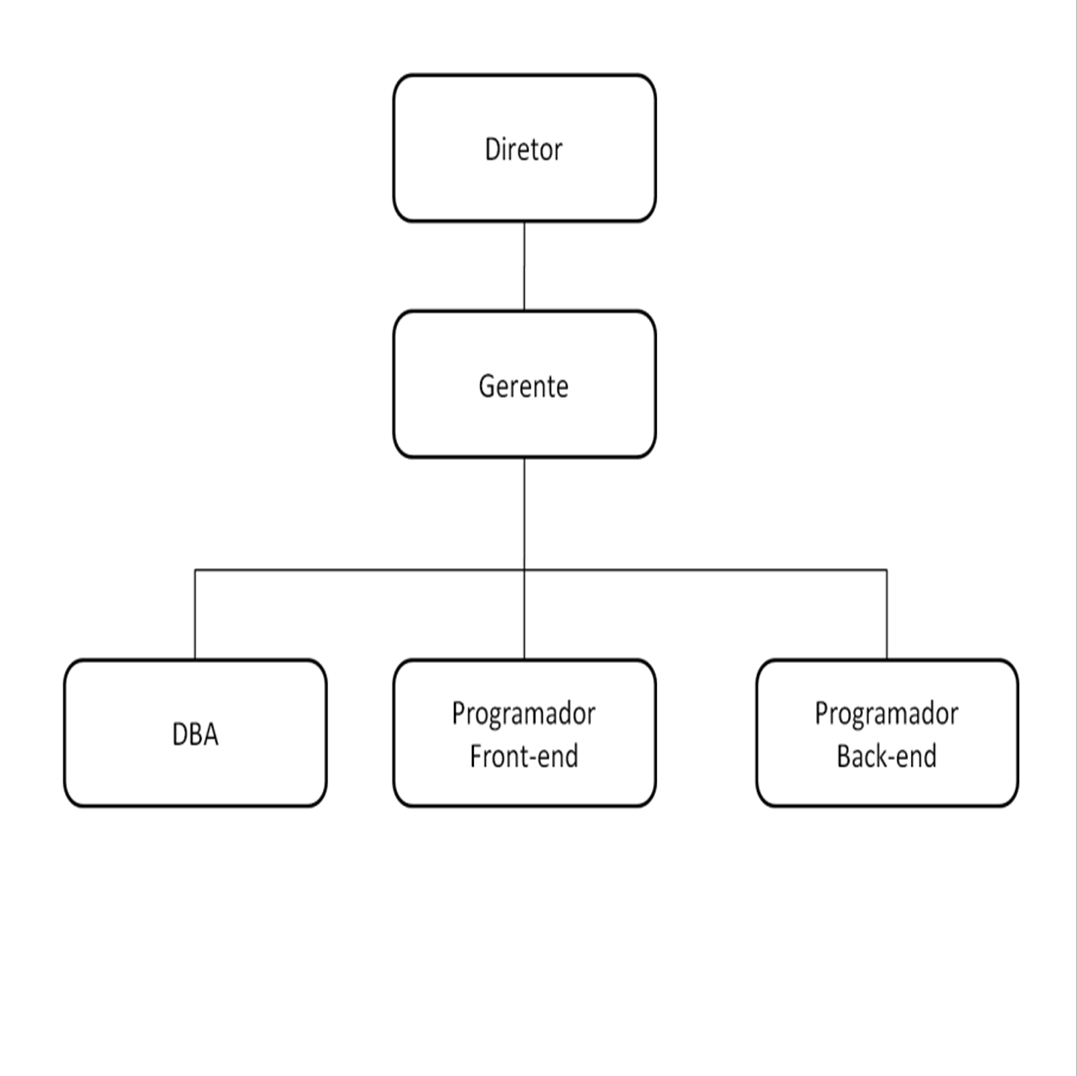 Diretor
Gerente
DBA
Programador
Front-end
Programador
Back-end